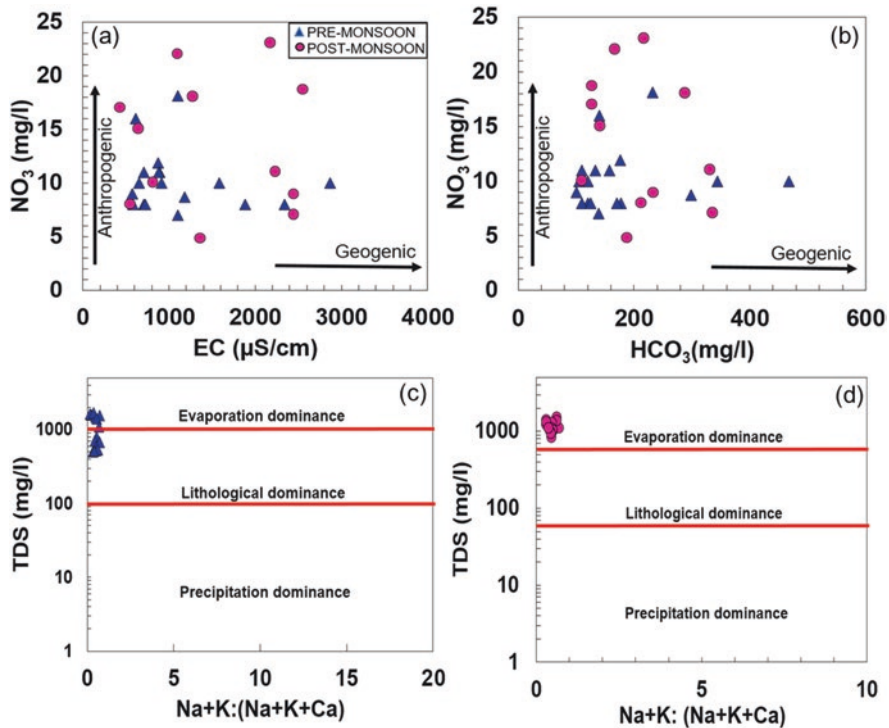 (a)
PRE-MONSOON
POST-MONSOON
25
20
15
10
5
0
NO3 (mg/l)
Anthropogenic
Geogenic
0 1000 2000 3000 4000
EC (µS/cm)
(b)
25
20
15
10
5
0
NO3 (mg/l)
Anthropogenic
Geogenic
0 200 400 600
HCO3(mg/l)
(c)
1000
100
10
1
TDS (mg/l)
Evaporation dominance
Lithological dominance
Precipitation dominance
0 5 10 15 20
Na+K:(Na+K+Ca)
(d)
1000
100
10
1
TDS (mg/l)
Evaporation dominance
Lithological dominance
Precipitation dominance
0 5 10
Na+K: (Na+K+Ca)